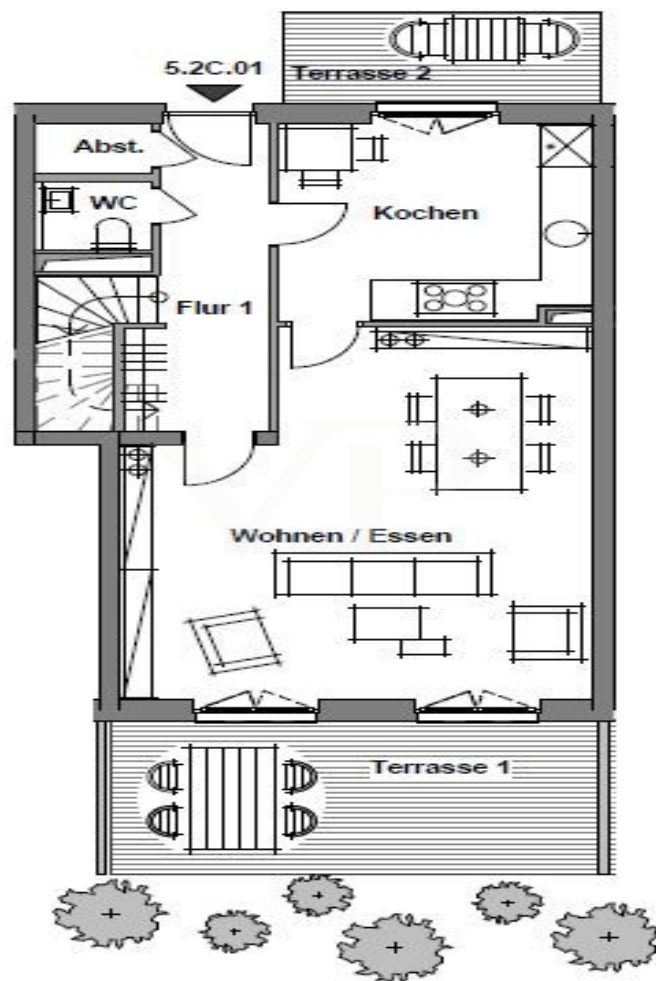 5.2C.01
Terrasse 2
Abst.
WC
Kochen
Flur 1
Wohnen / Essen
Terrasse 1